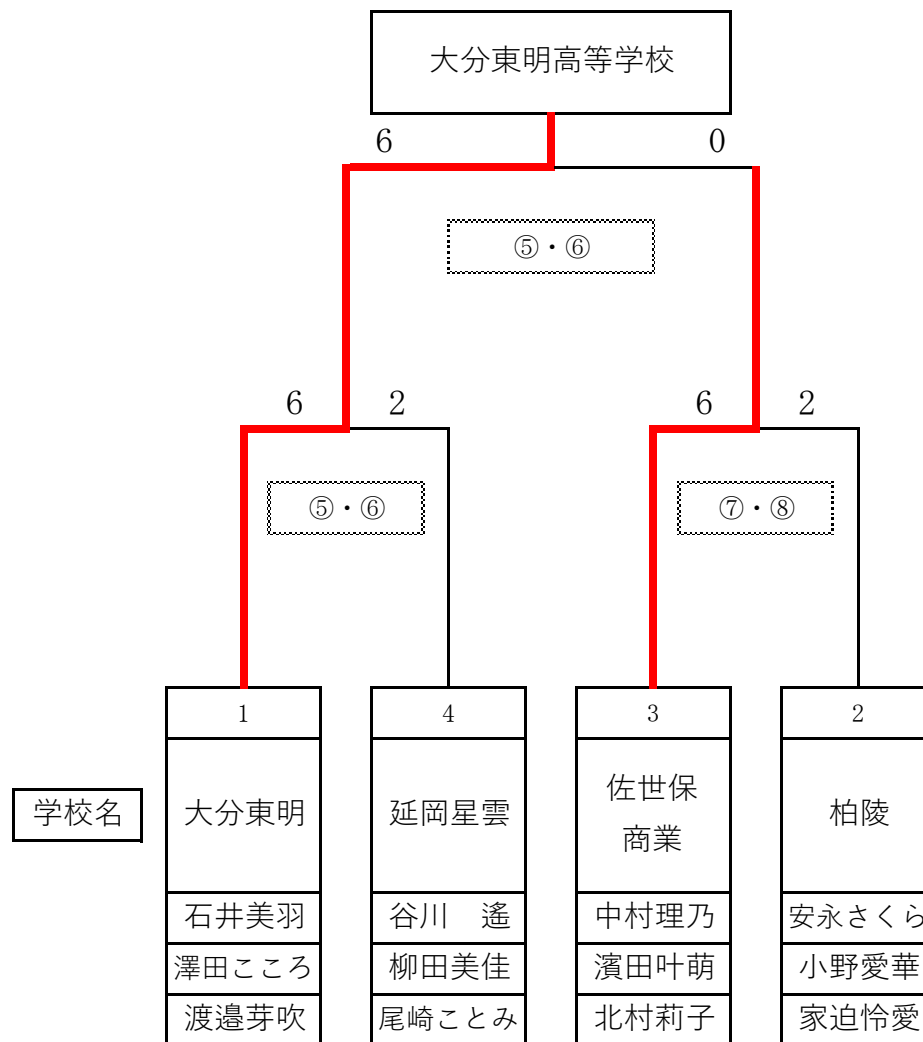 大分東明高等学校
6 0
⑤・⑥
6 2 6 2
⑤・⑥ ⑦・⑧
1 4 3 2
学校名 大分東明 延岡星雲 佐世保 柏陵
商業
石井美羽 谷川　遙 中村理乃 安永さくら
澤田こころ 柳田美佳 濱田叶萌 小野愛華
渡邉芽吹 尾崎ことみ 北村莉子 家迫怜愛